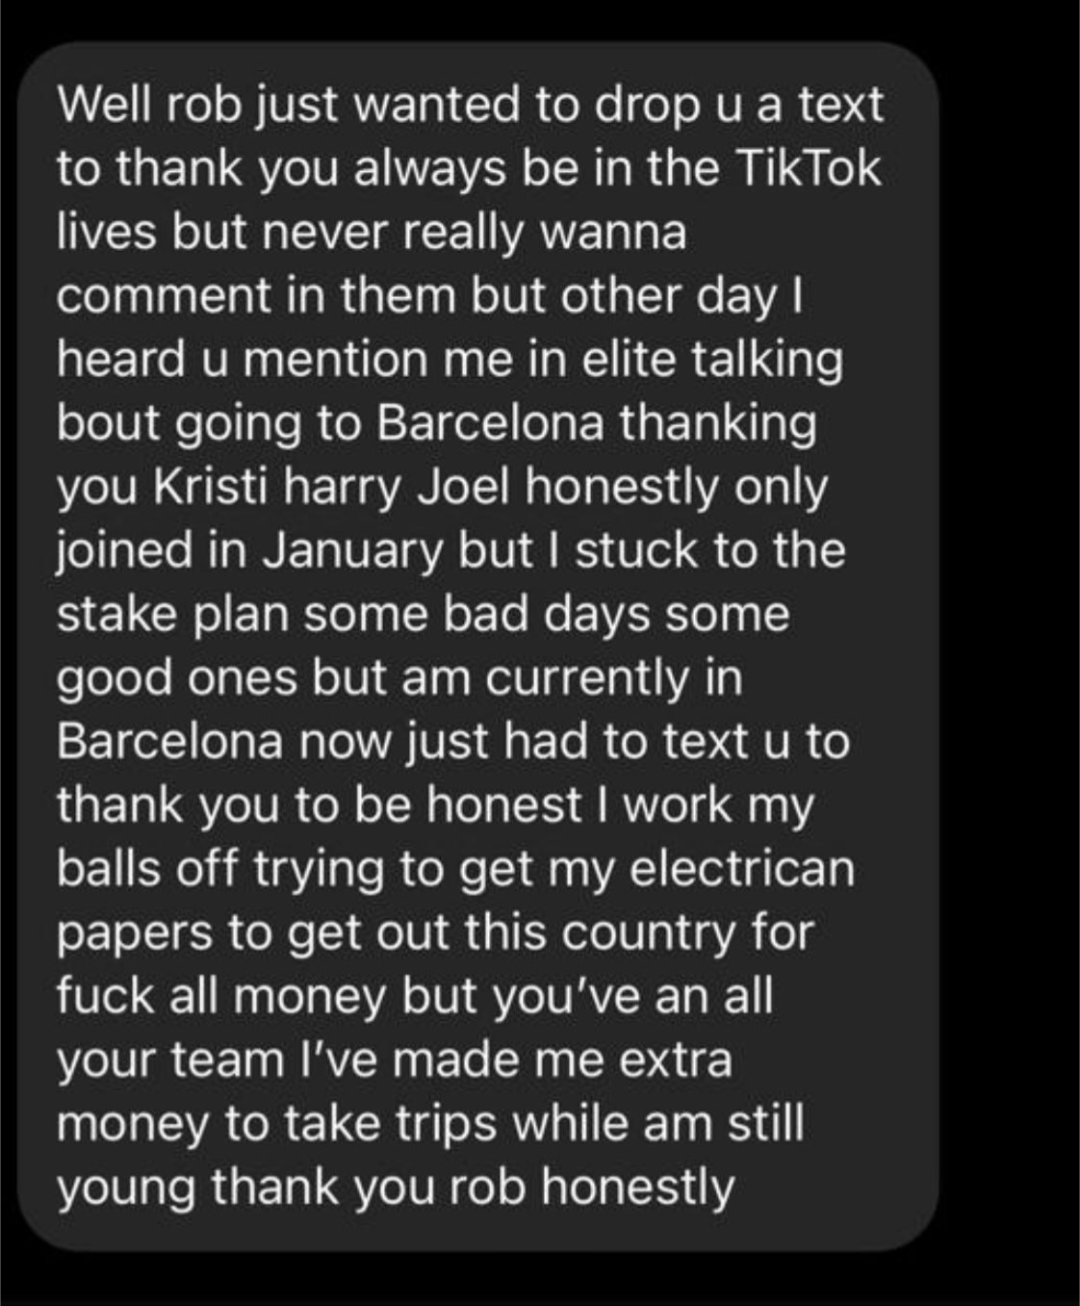 Well rob just wanted to drop u a text
to thank you always be in the TikTok
lives but never really wanna
comment in them but other day I
heard u mention me in elite talking
bout going to Barcelona thanking
you Kristi harry Joel honestly only
joined in January but I stuck to the
stake plan some bad days some
good ones but am currently in
Barcelona now just had to text u to
thank you to be honest I work my
balls off trying to get my electrican
papers to get out this country for
fuck all money but you’ve an all
your team I’ve made me extra
money to take trips while am still
young thank you rob honestly